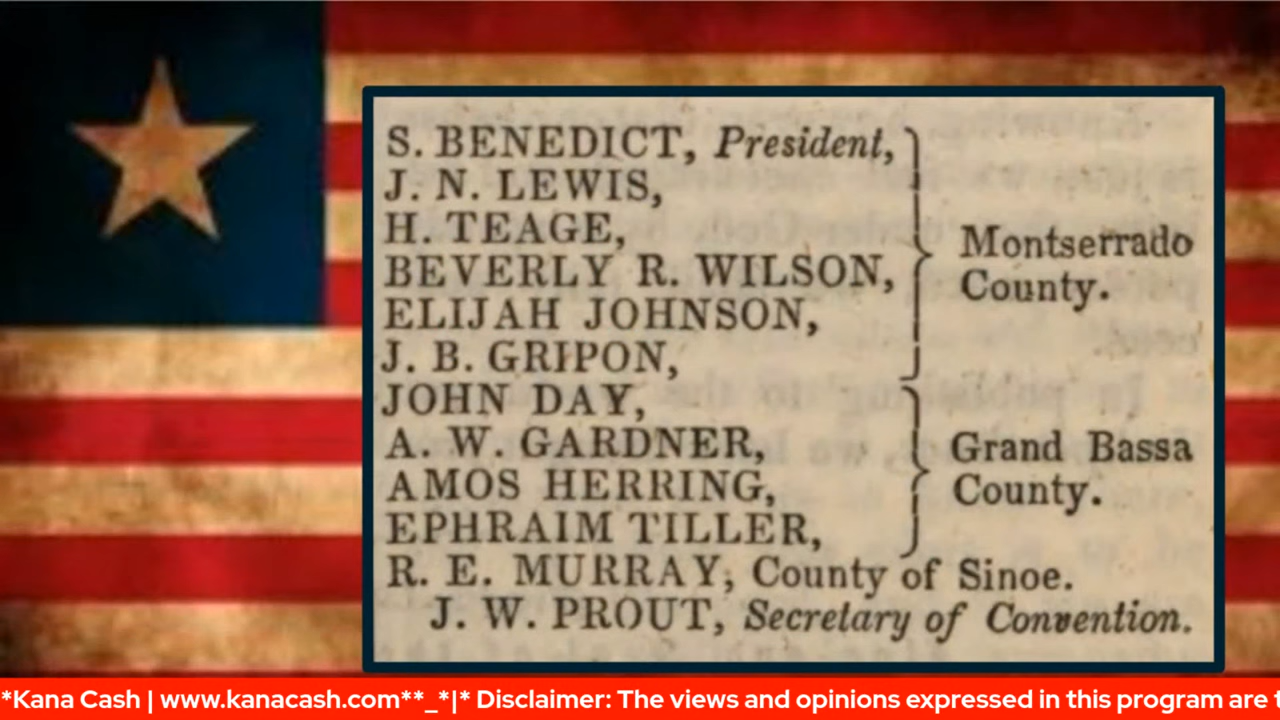 S. BENEDICT, President,
J. N. LEWIS,
H. TEAGE,
BEVERLY R. WILSON,
ELIJAH JOHNSON,
J. B. GRIPON,
Montserrado
County.
JOHN DAY,
A. W. GARDNER,
AMOS HERRING,
EPHRAIM TILLER,
Grand Bassa
County.
R. E. MURRAY, County of Sinoe.
J. W. PROUT, Secretary of Convention.
*Kana Cash | www.kanacash.com**_*|* Disclaimer: The views and opinions expressed in this program are t